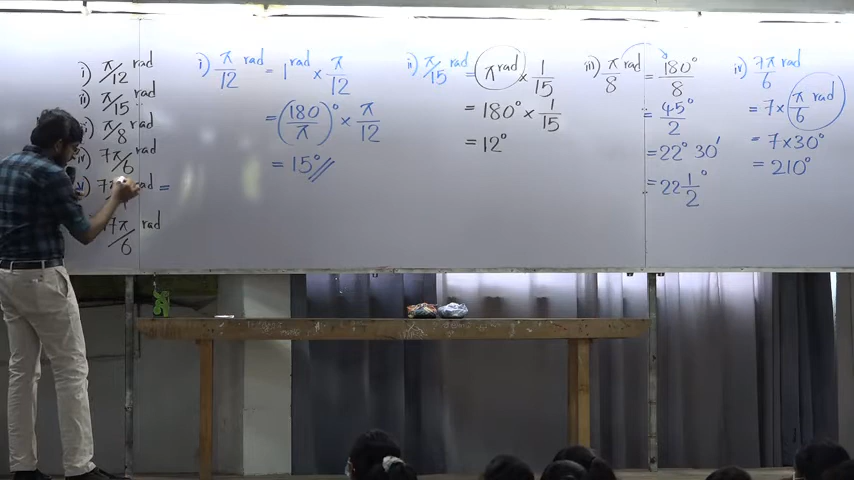 i) π/12 rad
ii) π/15 rad
π/8 rad
7π/6 rad
v) 7 rad =
7π/6 rad
i) π/12 rad = 1 rad × π/12
= (180/π)° × π/12
= 15°//
ii) π/15 rad = π rad × 1/15
= 180° × 1/15
= 12°
iii) π/8 rad = 180°/8
= 45°/2
= 22° 30'
= 22 1/2°
iv) 7π/6 rad
= 7 × π/6 rad
= 7 × 30°
= 210°